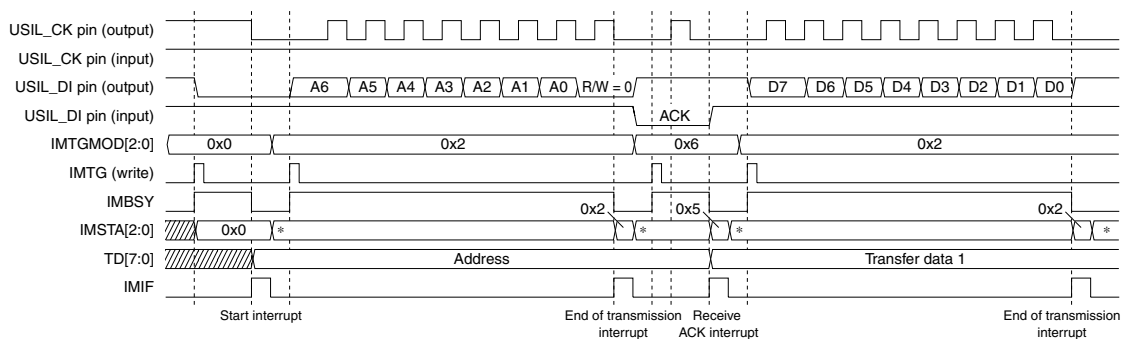 USIL_CK pin (output)
USIL_CK pin (input)
USIL_DI pin (output) A6 A5 A4 A3 A2 A1 A0 R/W = 0 D7 D6 D5 D4 D3 D2 D1 D0
USIL_DI pin (input) ACK
IMTGMOD[2:0] 0x0 0x2 0x6 0x2
IMTG (write)
IMBSY
0x2 0x5 0x2
IMSTA[2:0] 0x0 * * * *
TD[7:0] Address Transfer data 1
IMIF
Start interrupt End of transmission Receive End of transmission
interrupt ACK interrupt interrupt